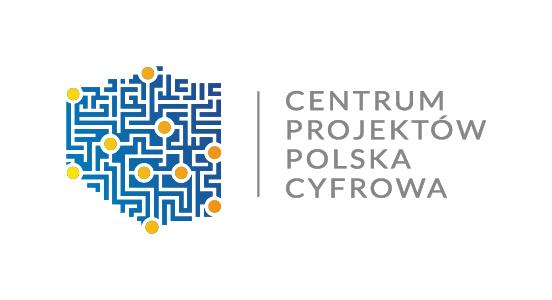 CENTRUM
PROJEKTÓW
POLSKA
CYFROWA